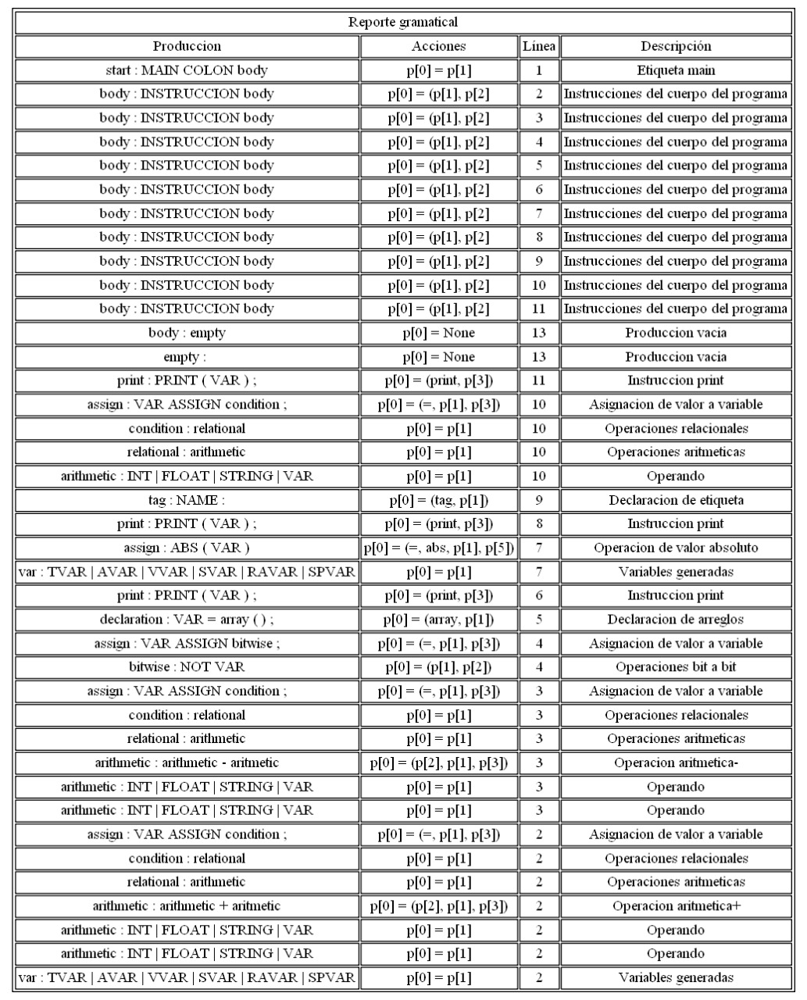 Reporte gramatical
Produccion Acciones Línea Descripción
start : MAIN COLON body p[0] = p[1] 1 Etiqueta main
body : INSTRUCCION body p[0] = (p[1], p[2] 2 Instrucciones del cuerpo del programa
body : INSTRUCCION body p[0] = (p[1], p[2] 3 Instrucciones del cuerpo del programa
body : INSTRUCCION body p[0] = (p[1], p[2] 4 Instrucciones del cuerpo del programa
body : INSTRUCCION body p[0] = (p[1], p[2] 5 Instrucciones del cuerpo del programa
body : INSTRUCCION body p[0] = (p[1], p[2] 6 Instrucciones del cuerpo del programa
body : INSTRUCCION body p[0] = (p[1], p[2] 7 Instrucciones del cuerpo del programa
body : INSTRUCCION body p[0] = (p[1], p[2] 8 Instrucciones del cuerpo del programa
body : INSTRUCCION body p[0] = (p[1], p[2] 9 Instrucciones del cuerpo del programa
body : INSTRUCCION body p[0] = (p[1], p[2] 10 Instrucciones del cuerpo del programa
body : INSTRUCCION body p[0] = (p[1], p[2] 11 Instrucciones del cuerpo del programa
body : empty p[0] = None 13 Produccion vacia
empty : p[0] = None 13 Produccion vacia
print : PRINT ( VAR ) ; p[0] = (print, p[3]) 11 Instruccion print
assign : VAR ASSIGN condition ; p[0] = (=, p[1], p[3]) 10 Asignacion de valor a variable
condition : relational p[0] = p[1] 10 Operaciones relacionales
relational : arithmetic p[0] = p[1] 10 Operaciones aritmeticas
arithmetic : INT | FLOAT | STRING | VAR p[0] = p[1] 10 Operando
tag : NAME : p[0] = (tag, p[1]) 9 Declaracion de etiqueta
print : PRINT ( VAR ) ; p[0] = (print, p[3]) 8 Instruccion print
assign : ABS ( VAR ) p[0] = (=, abs, p[1], p[5]) 7 Operacion de valor absoluto
var : TVAR | AVAR | VVAR | SVAR | RAVAR | SPVAR p[0] = p[1] 7 Variables generadas
print : PRINT ( VAR ) ; p[0] = (print, p[3]) 6 Instruccion print
declaration : VAR = array ( ) ; p[0] = (array, p[1]) 5 Declaracion de arreglos
assign : VAR ASSIGN bitwise ; p[0] = (=, p[1], p[3]) 4 Asignacion de valor a variable
bitwise : NOT VAR p[0] = (p[1], p[2]) 4 Operaciones bit a bit
assign : VAR ASSIGN condition ; p[0] = (=, p[1], p[3]) 3 Asignacion de valor a variable
condition : relational p[0] = p[1] 3 Operaciones relacionales
relational : arithmetic p[0] = p[1] 3 Operaciones aritmeticas
arithmetic : arithmetic - aritmetic p[0] = (p[2], p[1], p[3]) 3 Operacion aritmetica-
arithmetic : INT | FLOAT | STRING | VAR p[0] = p[1] 3 Operando
arithmetic : INT | FLOAT | STRING | VAR p[0] = p[1] 3 Operando
assign : VAR ASSIGN condition ; p[0] = (=, p[1], p[3]) 2 Asignacion de valor a variable
condition : relational p[0] = p[1] 2 Operaciones relacionales
relational : arithmetic p[0] = p[1] 2 Operaciones aritmeticas
arithmetic : arithmetic + aritmetic p[0] = (p[2], p[1], p[3]) 2 Operacion aritmetica+
arithmetic : INT | FLOAT | STRING | VAR p[0] = p[1] 2 Operando
arithmetic : INT | FLOAT | STRING | VAR p[0] = p[1] 2 Operando
var : TVAR | AVAR | VVAR | SVAR | RAVAR | SPVAR p[0] = p[1] 2 Variables generadas